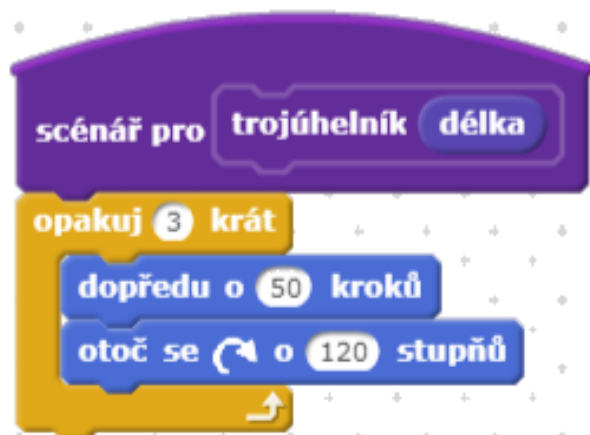 scénář pro trojúhelník délka
opakuj 3 krát
dopředu o 50 kroků
otoč se o 120 stupňů